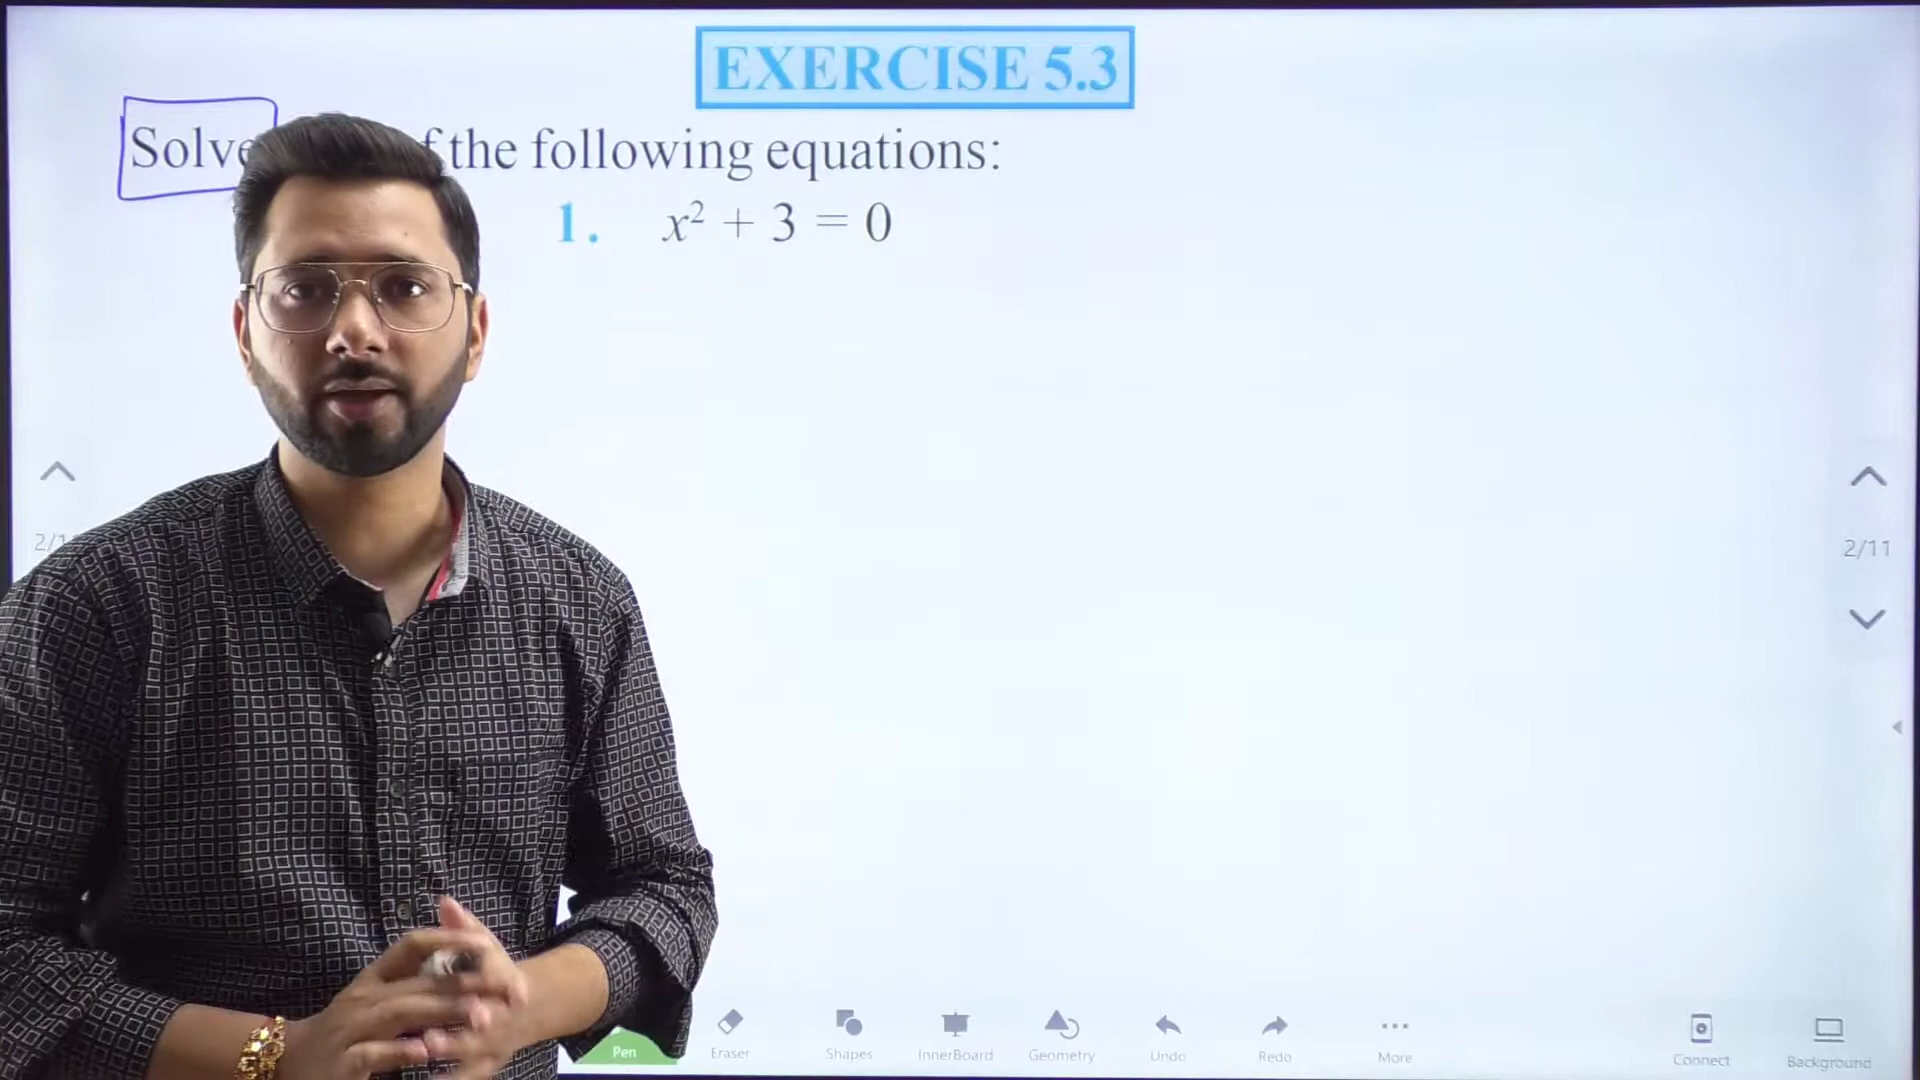 EXERCISE 5.3
Solve the following equations:
1. x² + 3 = 0
2/11
Pen
Eraser
Shapes
InnerBoard
Geometry
Undo
Redo
More
Connect
Background